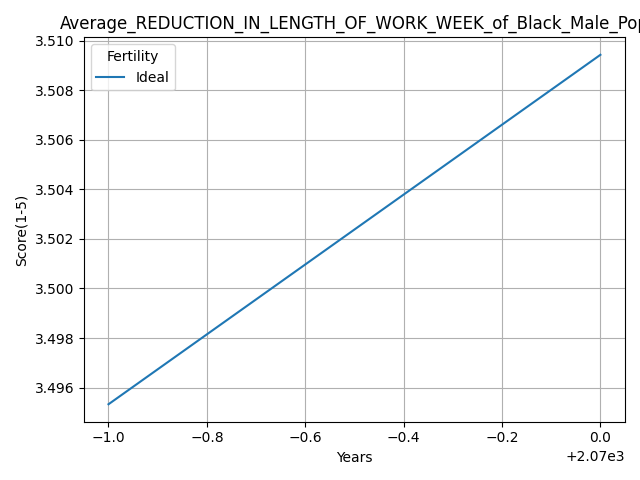 Average_REDUCTION_IN_LENGTH_OF_WORK_WEEK_of_Black_Male_Pop
3.510
3.508
3.506
3.504
3.502
3.500
3.498
3.496
Score(1-5)
Fertility
Ideal
−1.0 −0.8 −0.6 −0.4 −0.2 0.0
Years
+2.07e3